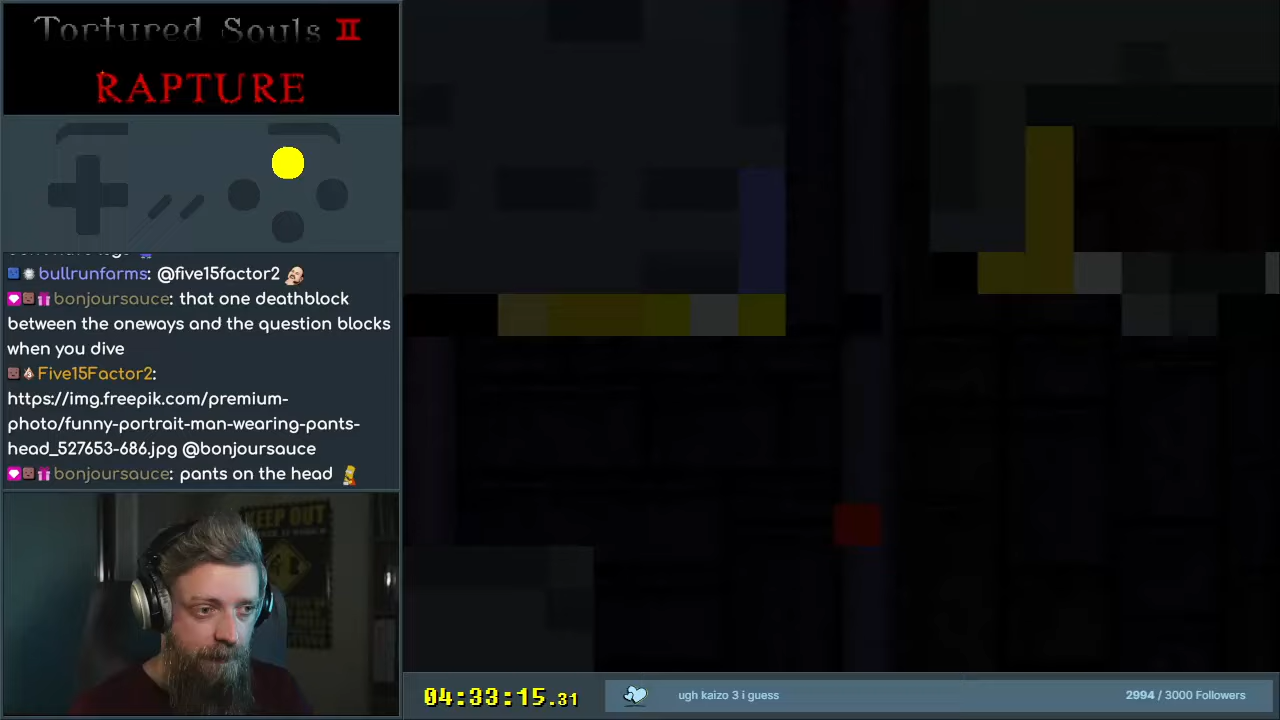 Tortured Souls II
RAPTURE
bullrunfarms: @five15factor2
bonjoursauce: that one deathblock
between the oneways and the question blocks
when you dive
Five15Factor2:
https://img.freepik.com/premium-
photo/funny-portrait-man-wearing-pants-
head_527653-686.jpg @bonjoursauce
bonjoursauce: pants on the head
KEEP OUT
04:33:15.31
ugh kaizo 3 i guess
2994 / 3000 Followers